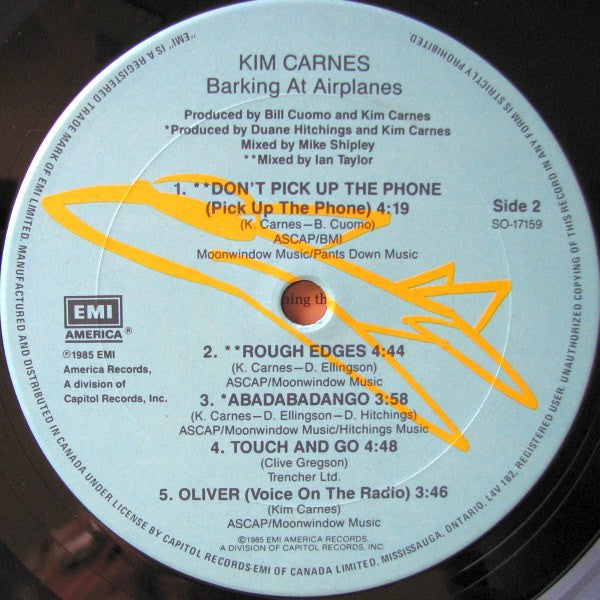 KIM CARNES
Barking At Airplanes
Produced by Bill Cuomo and Kim Carnes
*Produced by Duane Hitchings and Kim Carnes
Mixed by Mike Shipley
**Mixed by Ian Taylor
1. **DON'T PICK UP THE PHONE
(Pick Up The Phone) 4:19
(K. Carnes—B. Cuomo)
ASCAP/BMI
Moonwindow Music/Pants Down Music
Side 2
SO-17159
EMI
AMERICA®
℗1985 EMI
America Records,
A division of
Capitol Records, Inc.
ning th
2. **ROUGH EDGES 4:44
(K. Carnes—D. Ellingson)
ASCAP/Moonwindow Music
3. *ABADABADANGO 3:58
(K. Carnes—D. Ellingson—D. Hitchings)
ASCAP/Moonwindow Music/Hitchings Music
4. TOUCH AND GO 4:48
(Clive Gregson)
Trencher Ltd.
5. OLIVER (Voice On The Radio) 3:46
(Kim Carnes)
ASCAP/Moonwindow Music
©1985 EMI AMERICA RECORDS,
A DIVISION OF CAPITOL RECORDS, INC.
"EMI" IS A REGISTERED TRADE MARK OF EMI LIMITED. MANUFACTURED AND DISTRIBUTED IN CANADA UNDER LICENSE BY CAPITOL RECORDS-EMI OF CANADA LIMITED, MISSISSAUGA, ONTARIO, L4V 1B2, REGISTERED USER. UNAUTHORIZED COPYING OF THIS RECORD IN ANY FORM IS STRICTLY PROHIBITED.